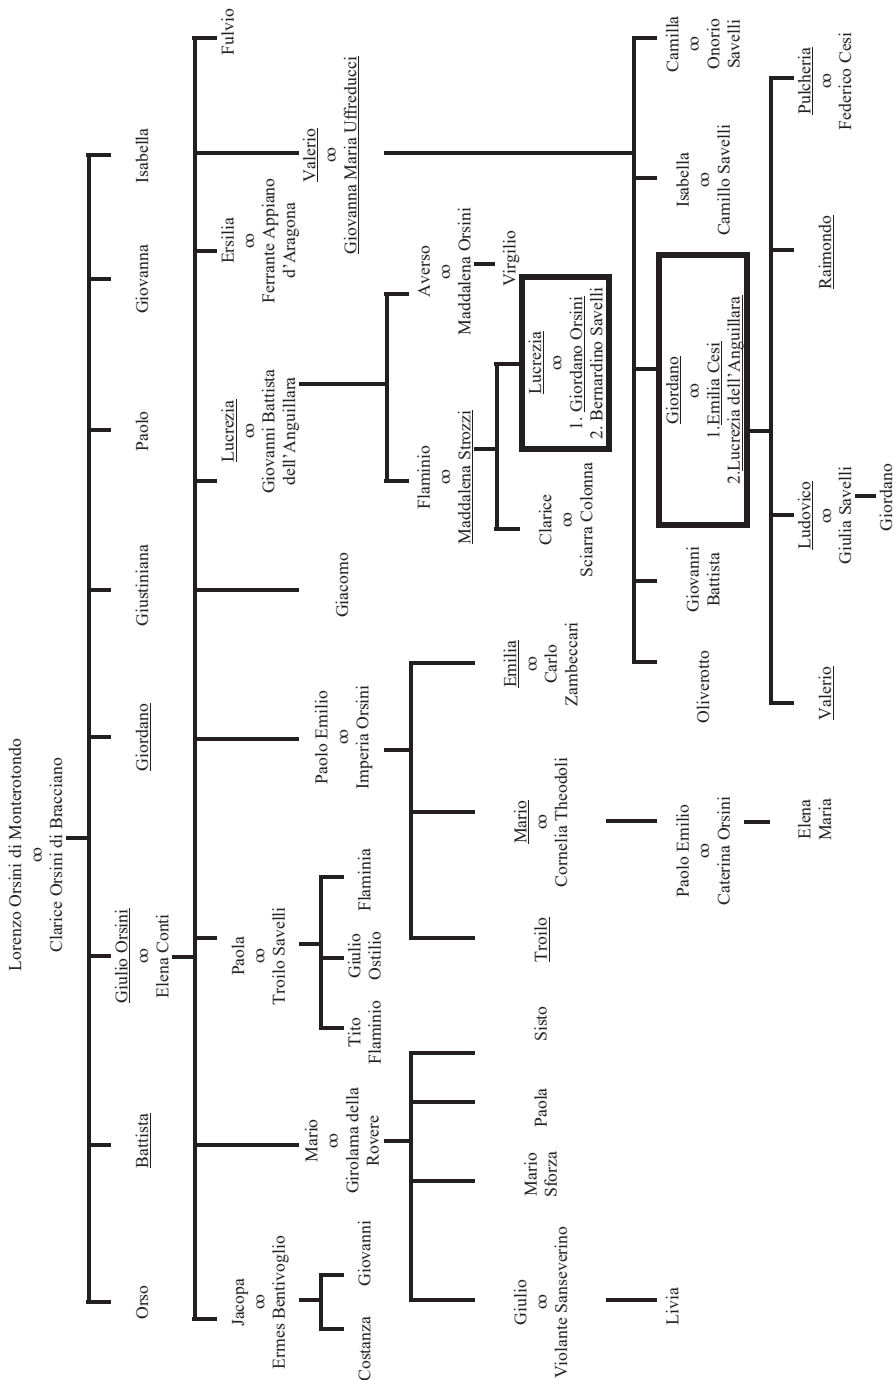 Lorenzo Orsini di Monterotondo
∞
Clarice Orsini di Bracciano
Orso
Battista
Giulio Orsini
∞
Elena Conti
Giordano
Giustiniana
Paolo
Giovanna
Isabella
Jacopa
∞
Ermes Bentivoglio
Costanza
Giovanni
Mario
∞
Girolama della
Rovere
Paola
∞
Troilo Savelli
Tito
Flaminio
Giulio
Ostilio
Flaminia
Paolo Emilio
∞
Imperia Orsini
Giacomo
Lucrezia
∞
Giovanni Battista
dell'Anguillara
Ersilia
∞
Ferrante Appiano
d'Aragona
Valerio
∞
Giovanna Maria Uffreducci
Fulvio
Flaminio
∞
Maddalena Strozzi
Averso
∞
Maddalena Orsini
Virgilio
Giulio
∞
Violante Sanseverino
Mario
Sforza
Paola
Sisto
Troilo
Mario
∞
Cornelia Theodoli
Emilia
∞
Carlo
Zambeccari
Clarice
∞
Sciarra Colonna
Lucrezia
∞
1. Giordano Orsini
2. Bernardino Savelli
Livia
Paolo Emilio
∞
Caterina Orsini
Elena
Maria
Oliverotto
Giovanni
Battista
Giordano
∞
1.Emilia Cesi
2.Lucrezia dell'Anguillara
Isabella
∞
Camillo Savelli
Camilla
∞
Onorio
Savelli
Valerio
Ludovico
∞
Giulia Savelli
Giordano
Raimondo
Pulcheria
∞
Federico Cesi